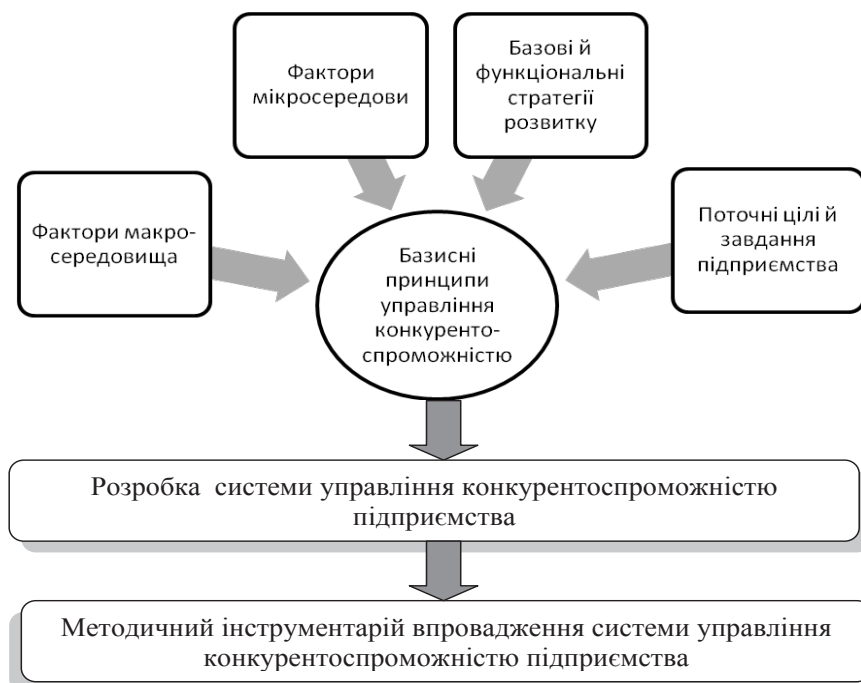 Фактори
мікросередови
Базові й
функціональні
стратегії
розвитку
Фактори макро-
середовища
Поточні цілі й
завдання
підприємства
Базисні
принципи
управління
конкуренто-
спроможністю
Розробка системи управління конкурентоспроможністю
підприємства
Методичний інструментарій впровадження системи управління
конкурентоспроможністю підприємства